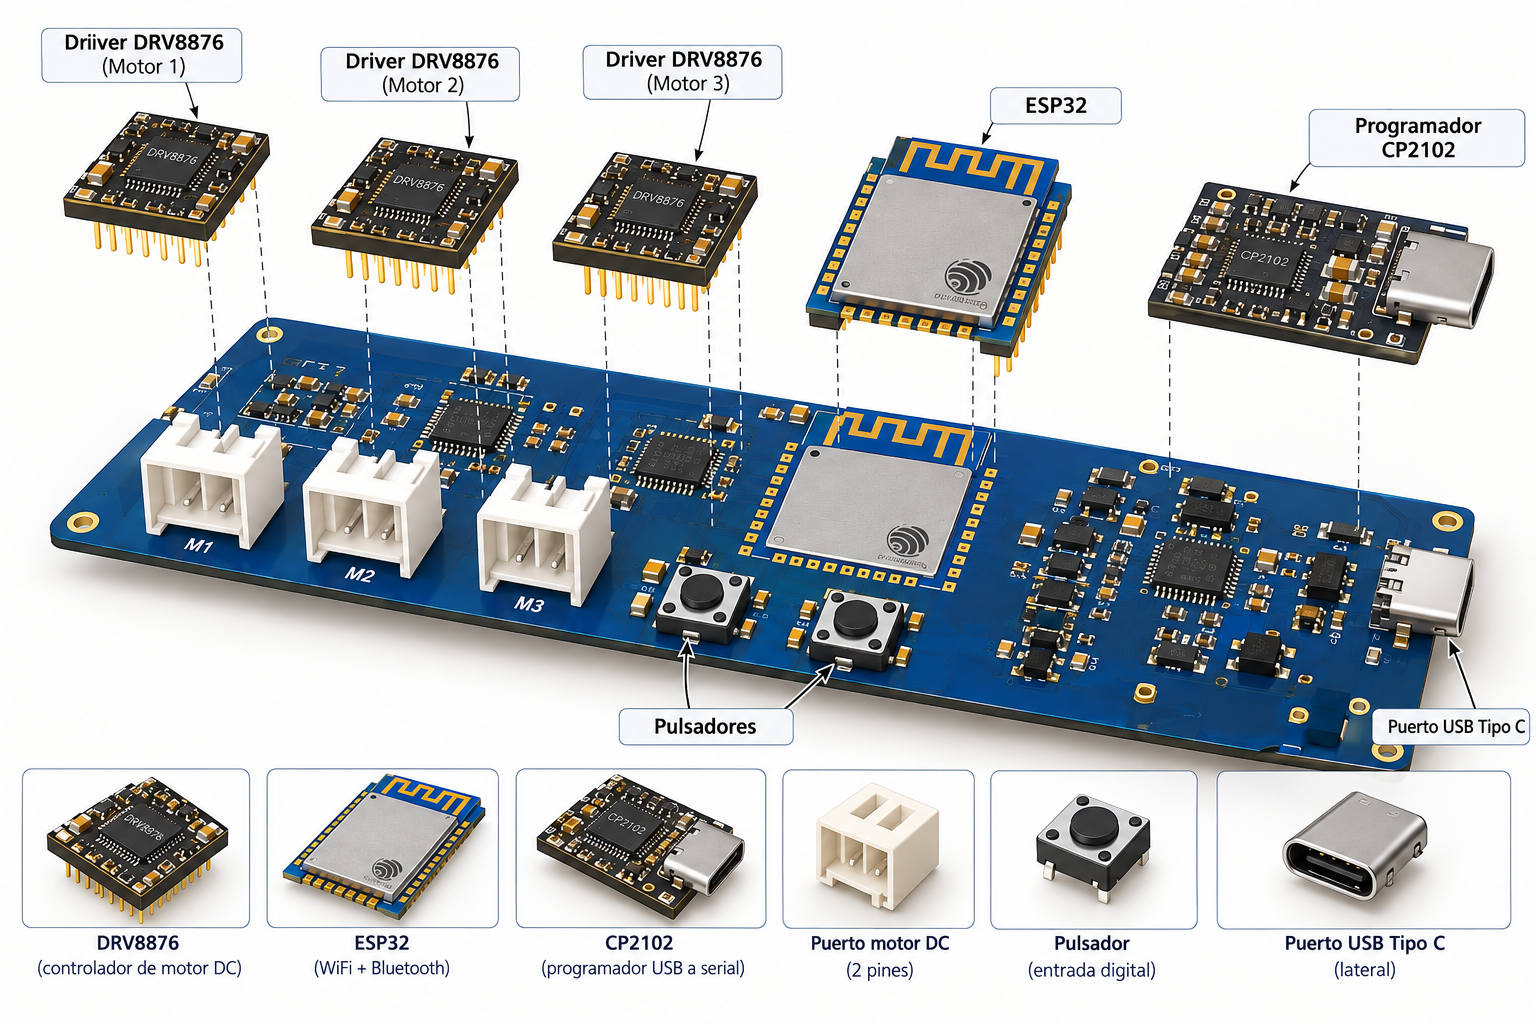 Driiver DRV8876
(Motor 1)
Driver DRV8876
(Motor 2)
Driver DRV8876
(Motor 3)
ESP32
Programador
CP2102
DRV8876
DRV8876
DRV8876
CP2102
M1
M2
M3
Pulsadores
Puerto USB Tipo C
DRV8976
CP2102
DRV8876
(controlador de motor DC)
ESP32
(WiFi + Bluetooth)
CP2102
(programador USB a serial)
Puerto motor DC
(2 pines)
Pulsador
(entrada digital)
Puerto USB Tipo C
(lateral)